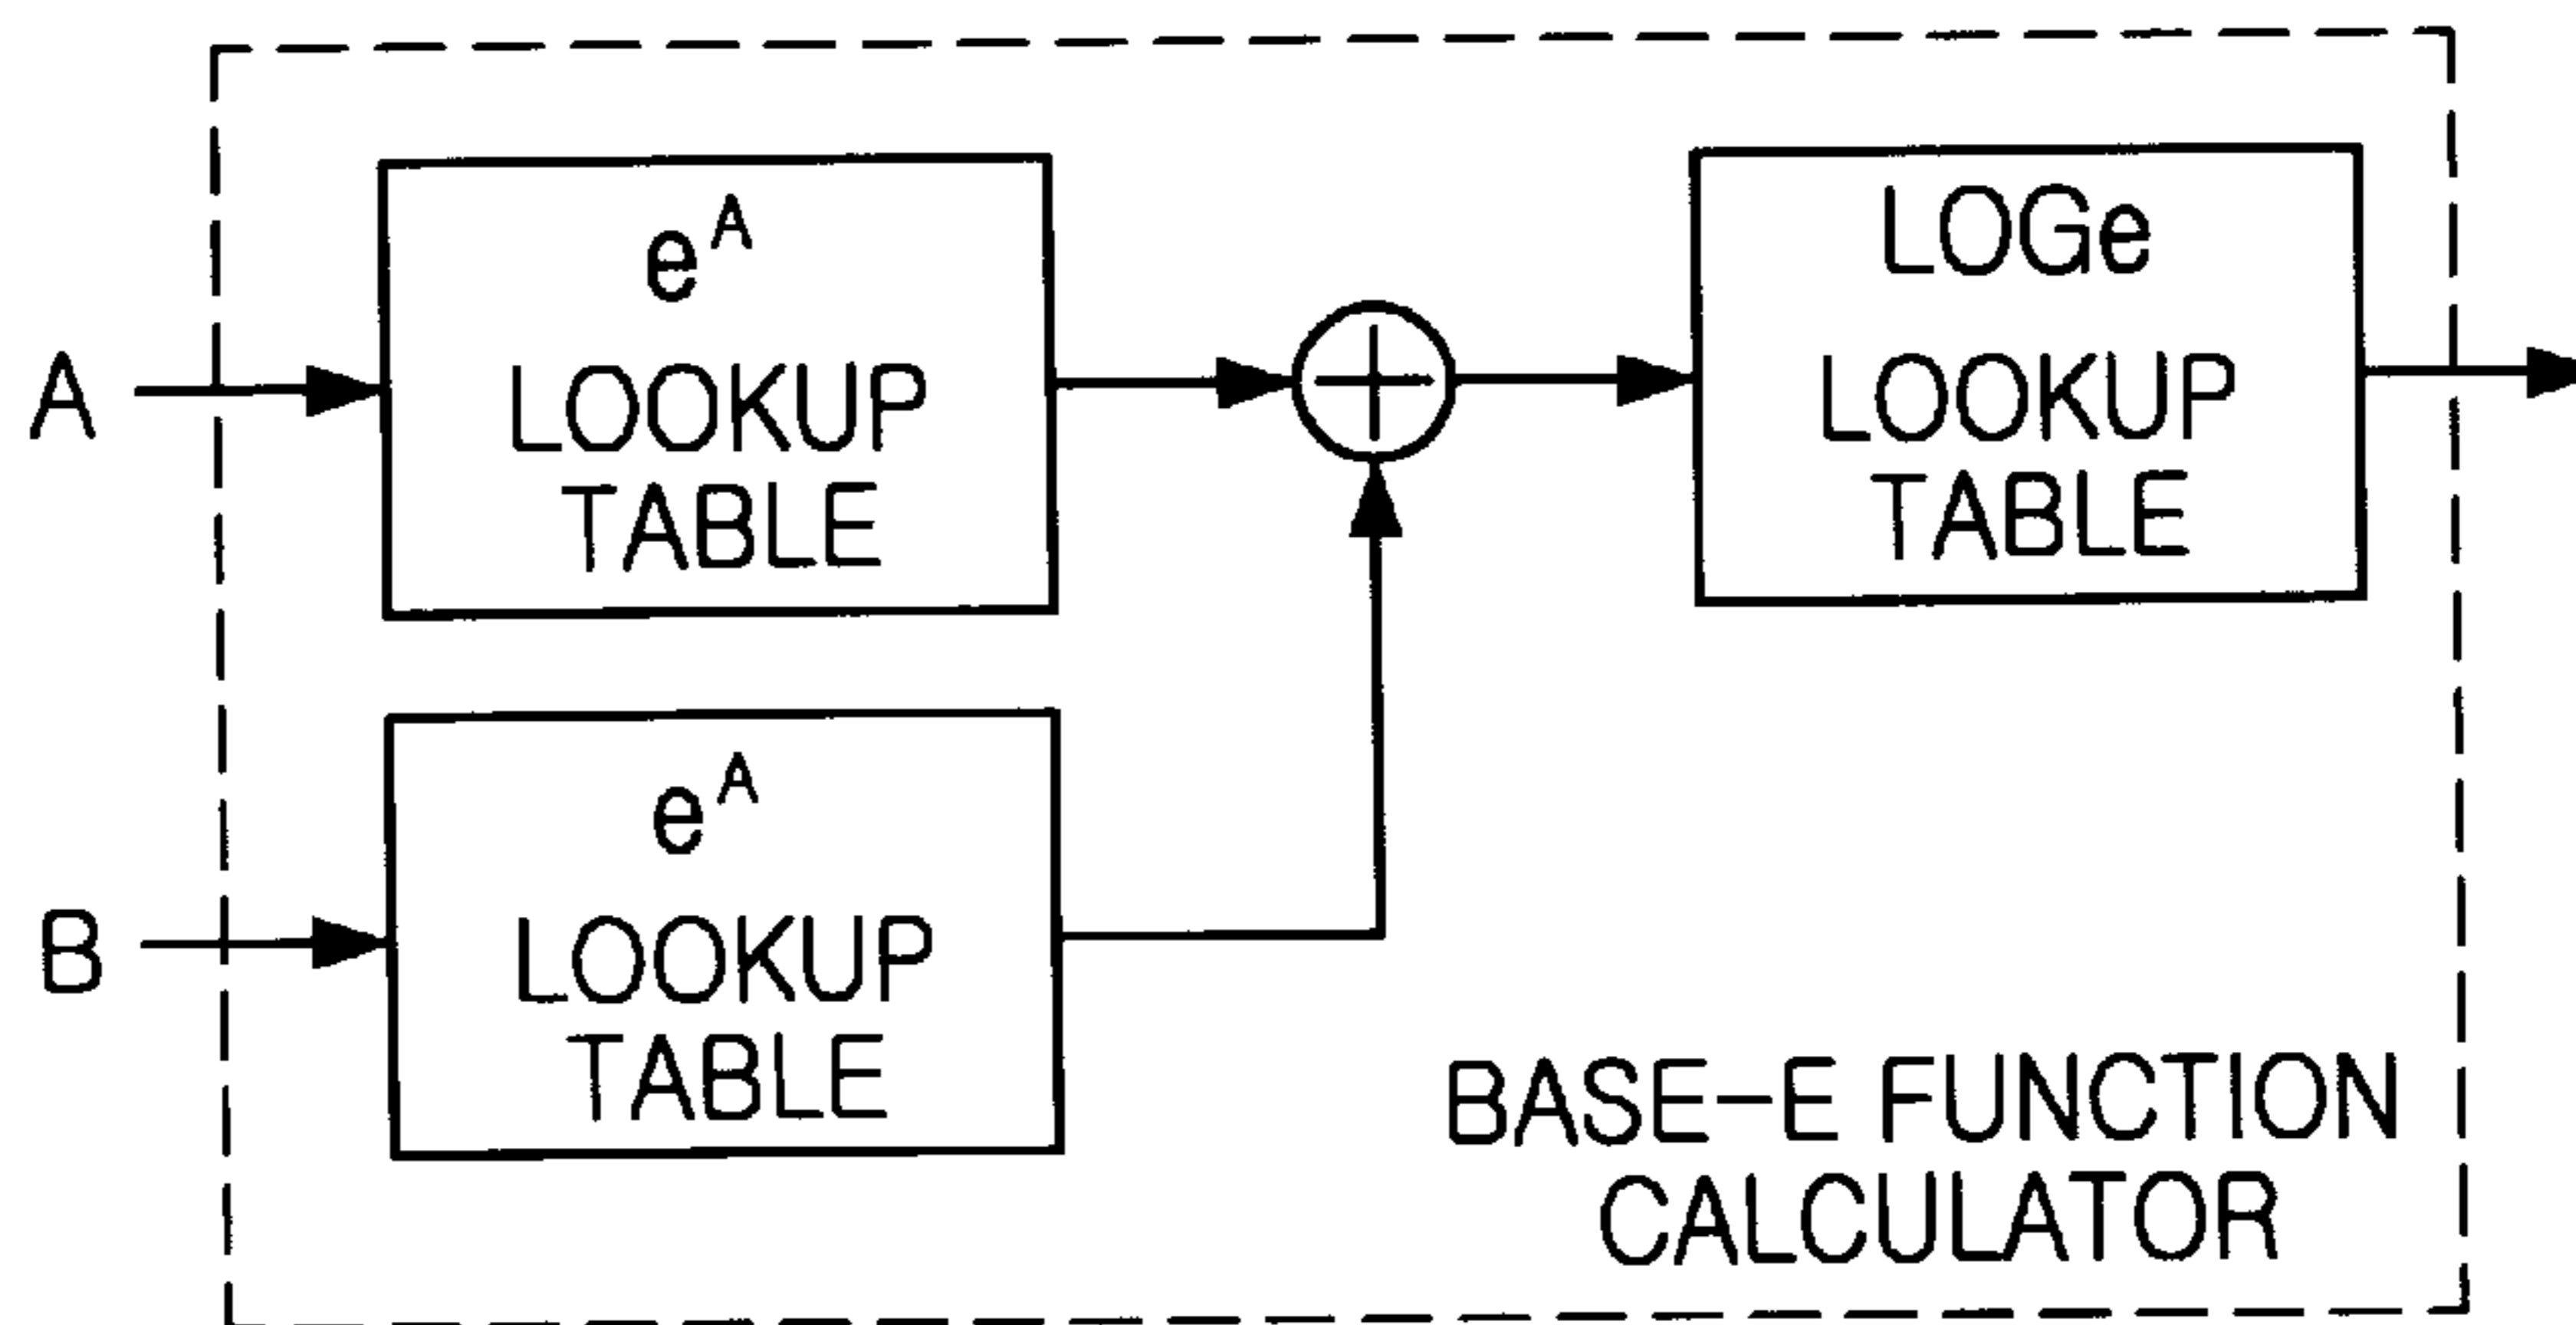 A
e^A
LOOKUP
TABLE
LOGe
LOOKUP
TABLE
B
e^A
LOOKUP
TABLE
BASE-E FUNCTION
CALCULATOR